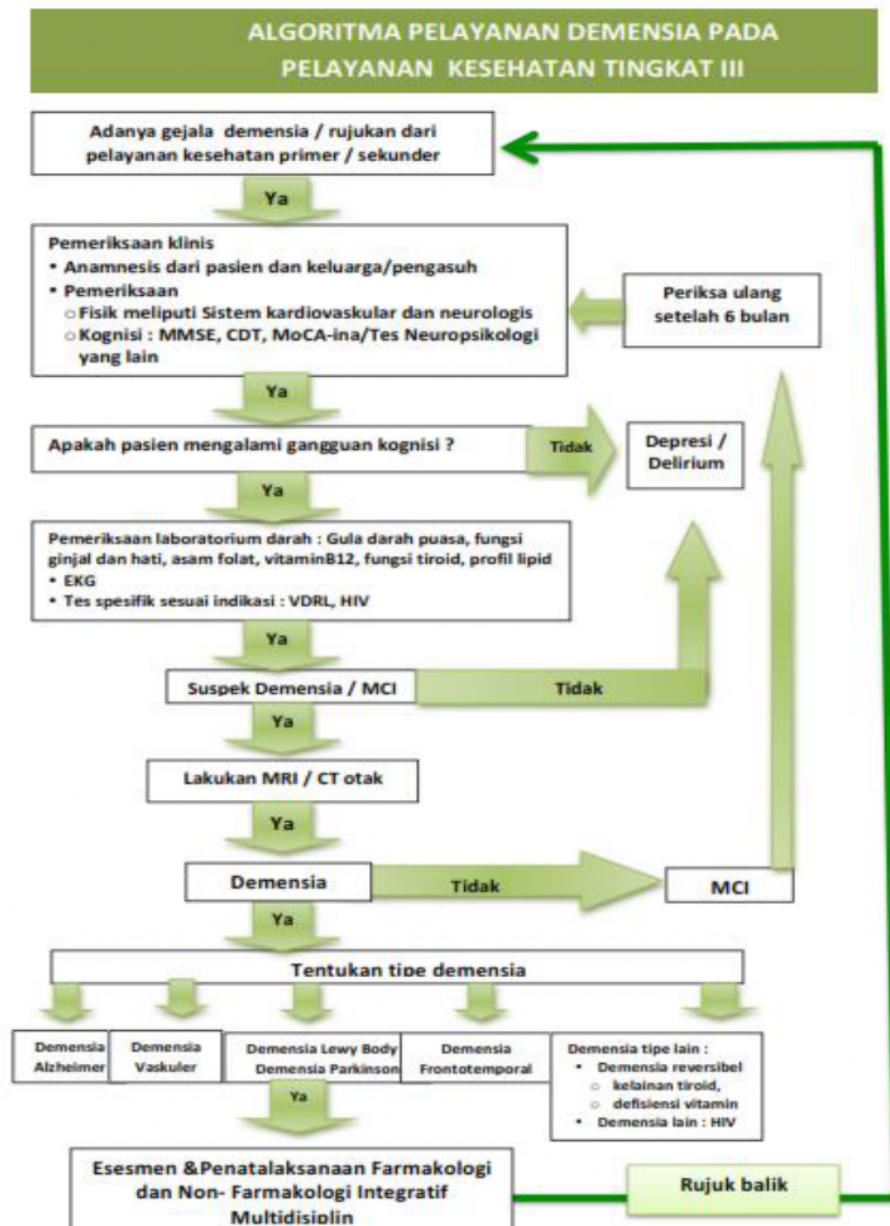 ALGORITMA PELAYANAN DEMENSIA PADA
PELAYANAN KESEHATAN TINGKAT III
Adanya gejala demensia / rujukan dari
pelayanan kesehatan primer / sekunder
Ya
Pemeriksaan klinis
• Anamnesis dari pasien dan keluarga/pengasuh
• Pemeriksaan
○ Fisik meliputi Sistem kardiovaskular dan neurologis
○ Kognisi : MMSE, CDT, MoCA-ina/Tes Neuropsikologi
yang lain
Periksa ulang
setelah 6 bulan
Ya
Apakah pasien mengalami gangguan kognisi ?
Tidak
Depresi /
Delirium
Ya
Pemeriksaan laboratorium darah : Gula darah puasa, fungsi
ginjal dan hati, asam folat, vitaminB12, fungsi tiroid, profil lipid
• EKG
• Tes spesifik sesuai indikasi : VDRL, HIV
Ya
Suspek Demensia / MCI
Tidak
Ya
Lakukan MRI / CT otak
Ya
Demensia
Tidak
MCI
Ya
Tentukan tipe demensia
Demensia
Alzheimer
Demensia
Vaskuler
Demensia Lewy Body
Demensia Parkinson
Demensia
Frontotemporal
Demensia tipe lain :
• Demensia reversibel
○ kelainan tiroid,
○ defisiensi vitamin
• Demensia lain : HIV
Ya
Esesmen &Penatalaksanaan Farmakologi
dan Non- Farmakologi Integratif
Multidisiplin
Rujuk balik